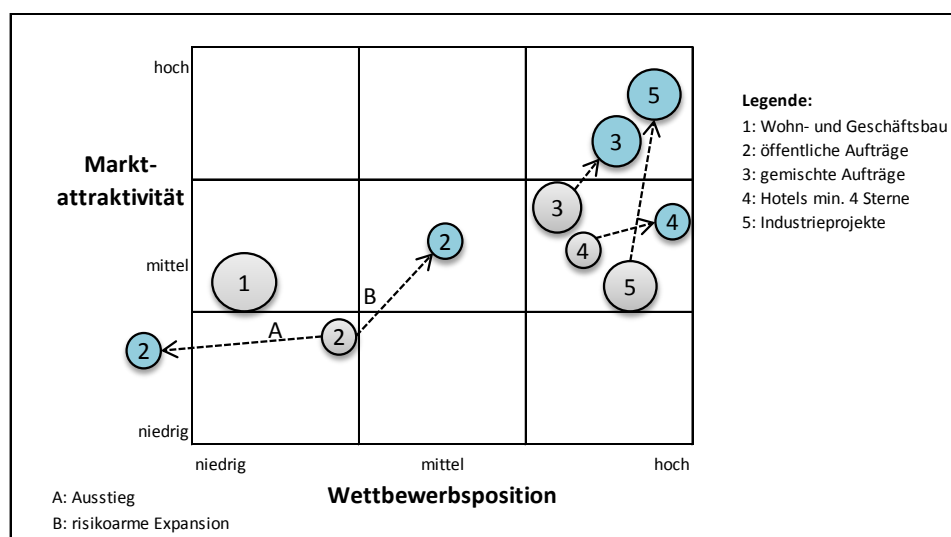 hoch
5
Legende:
1: Wohn- und Geschäftsbau
2: öffentliche Aufträge
3: gemischte Aufträge
4: Hotels min. 4 Sterne
5: Industrieprojekte
3
Markt-
attraktivität
3
4
2
4
mittel
1
5
B
A
2
2
niedrig
niedrig
mittel
hoch
Wettbewerbsposition
A: Ausstieg
B: risikoarme Expansion